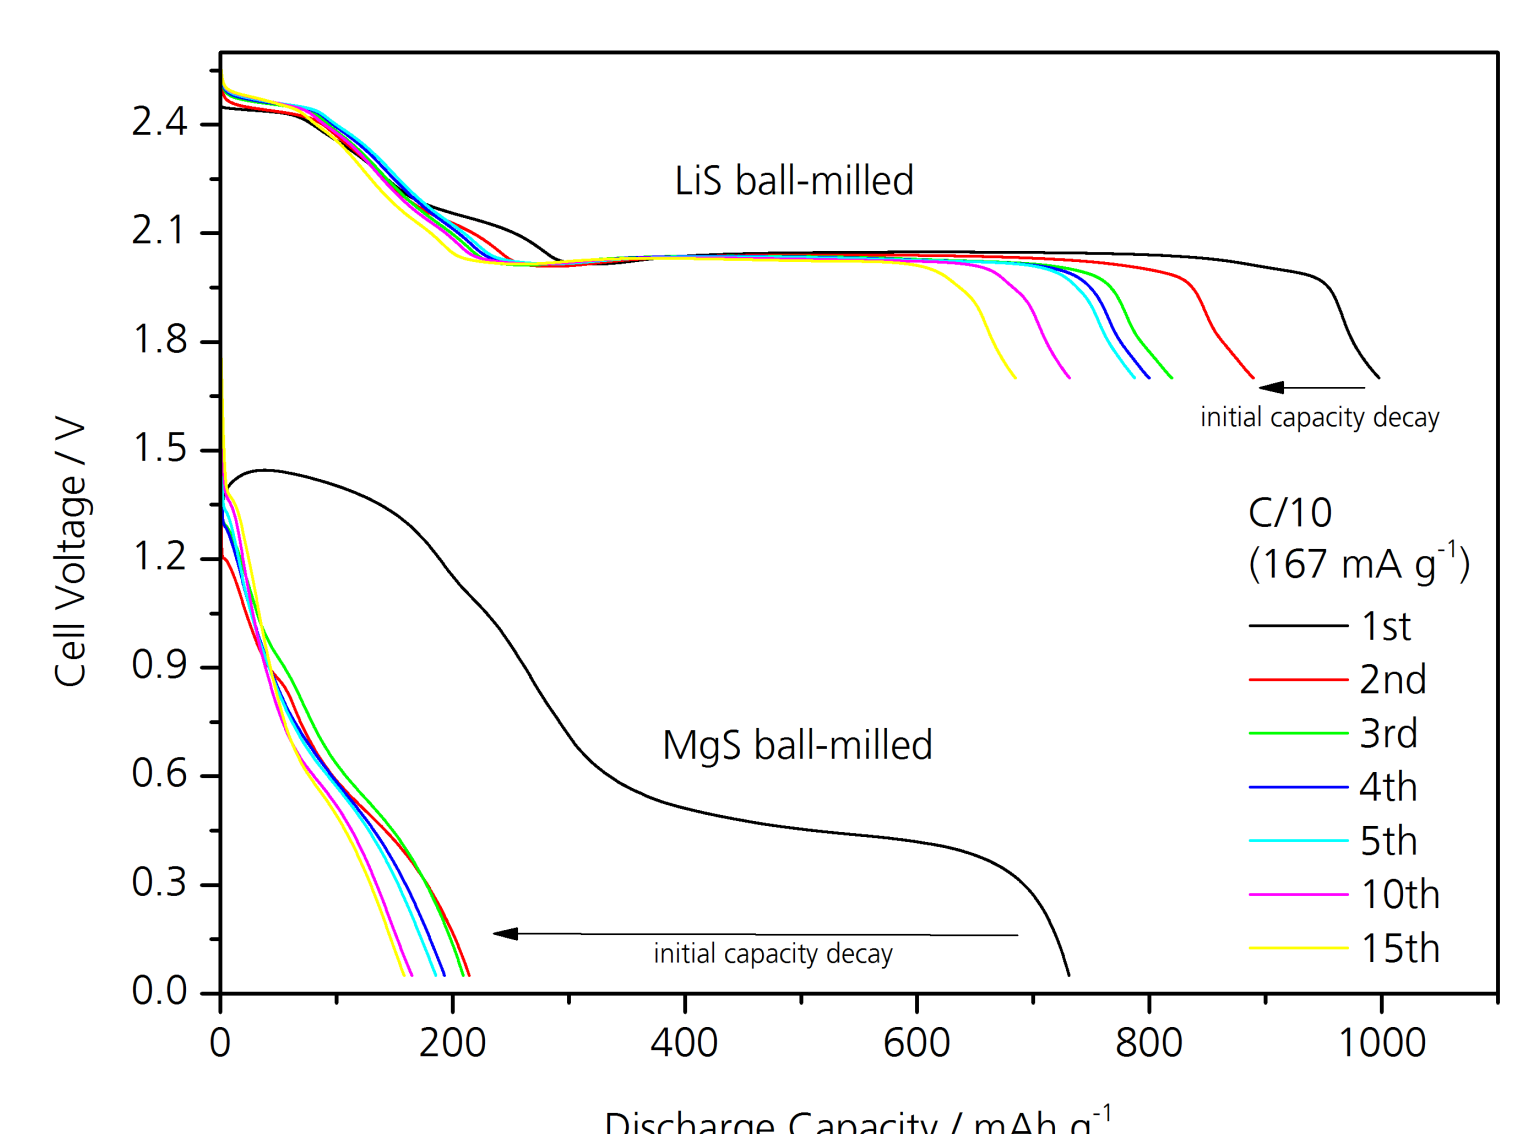 2.4
2.1
1.8
1.5
1.2
0.9
0.6
0.3
0.0
Cell Voltage / V
LiS ball-milled
initial capacity decay
C/10
(167 mA g⁻¹)
1st
2nd
3rd
4th
5th
10th
15th
MgS ball-milled
initial capacity decay
0 200 400 600 800 1000
Discharge Capacity / mAh g⁻¹